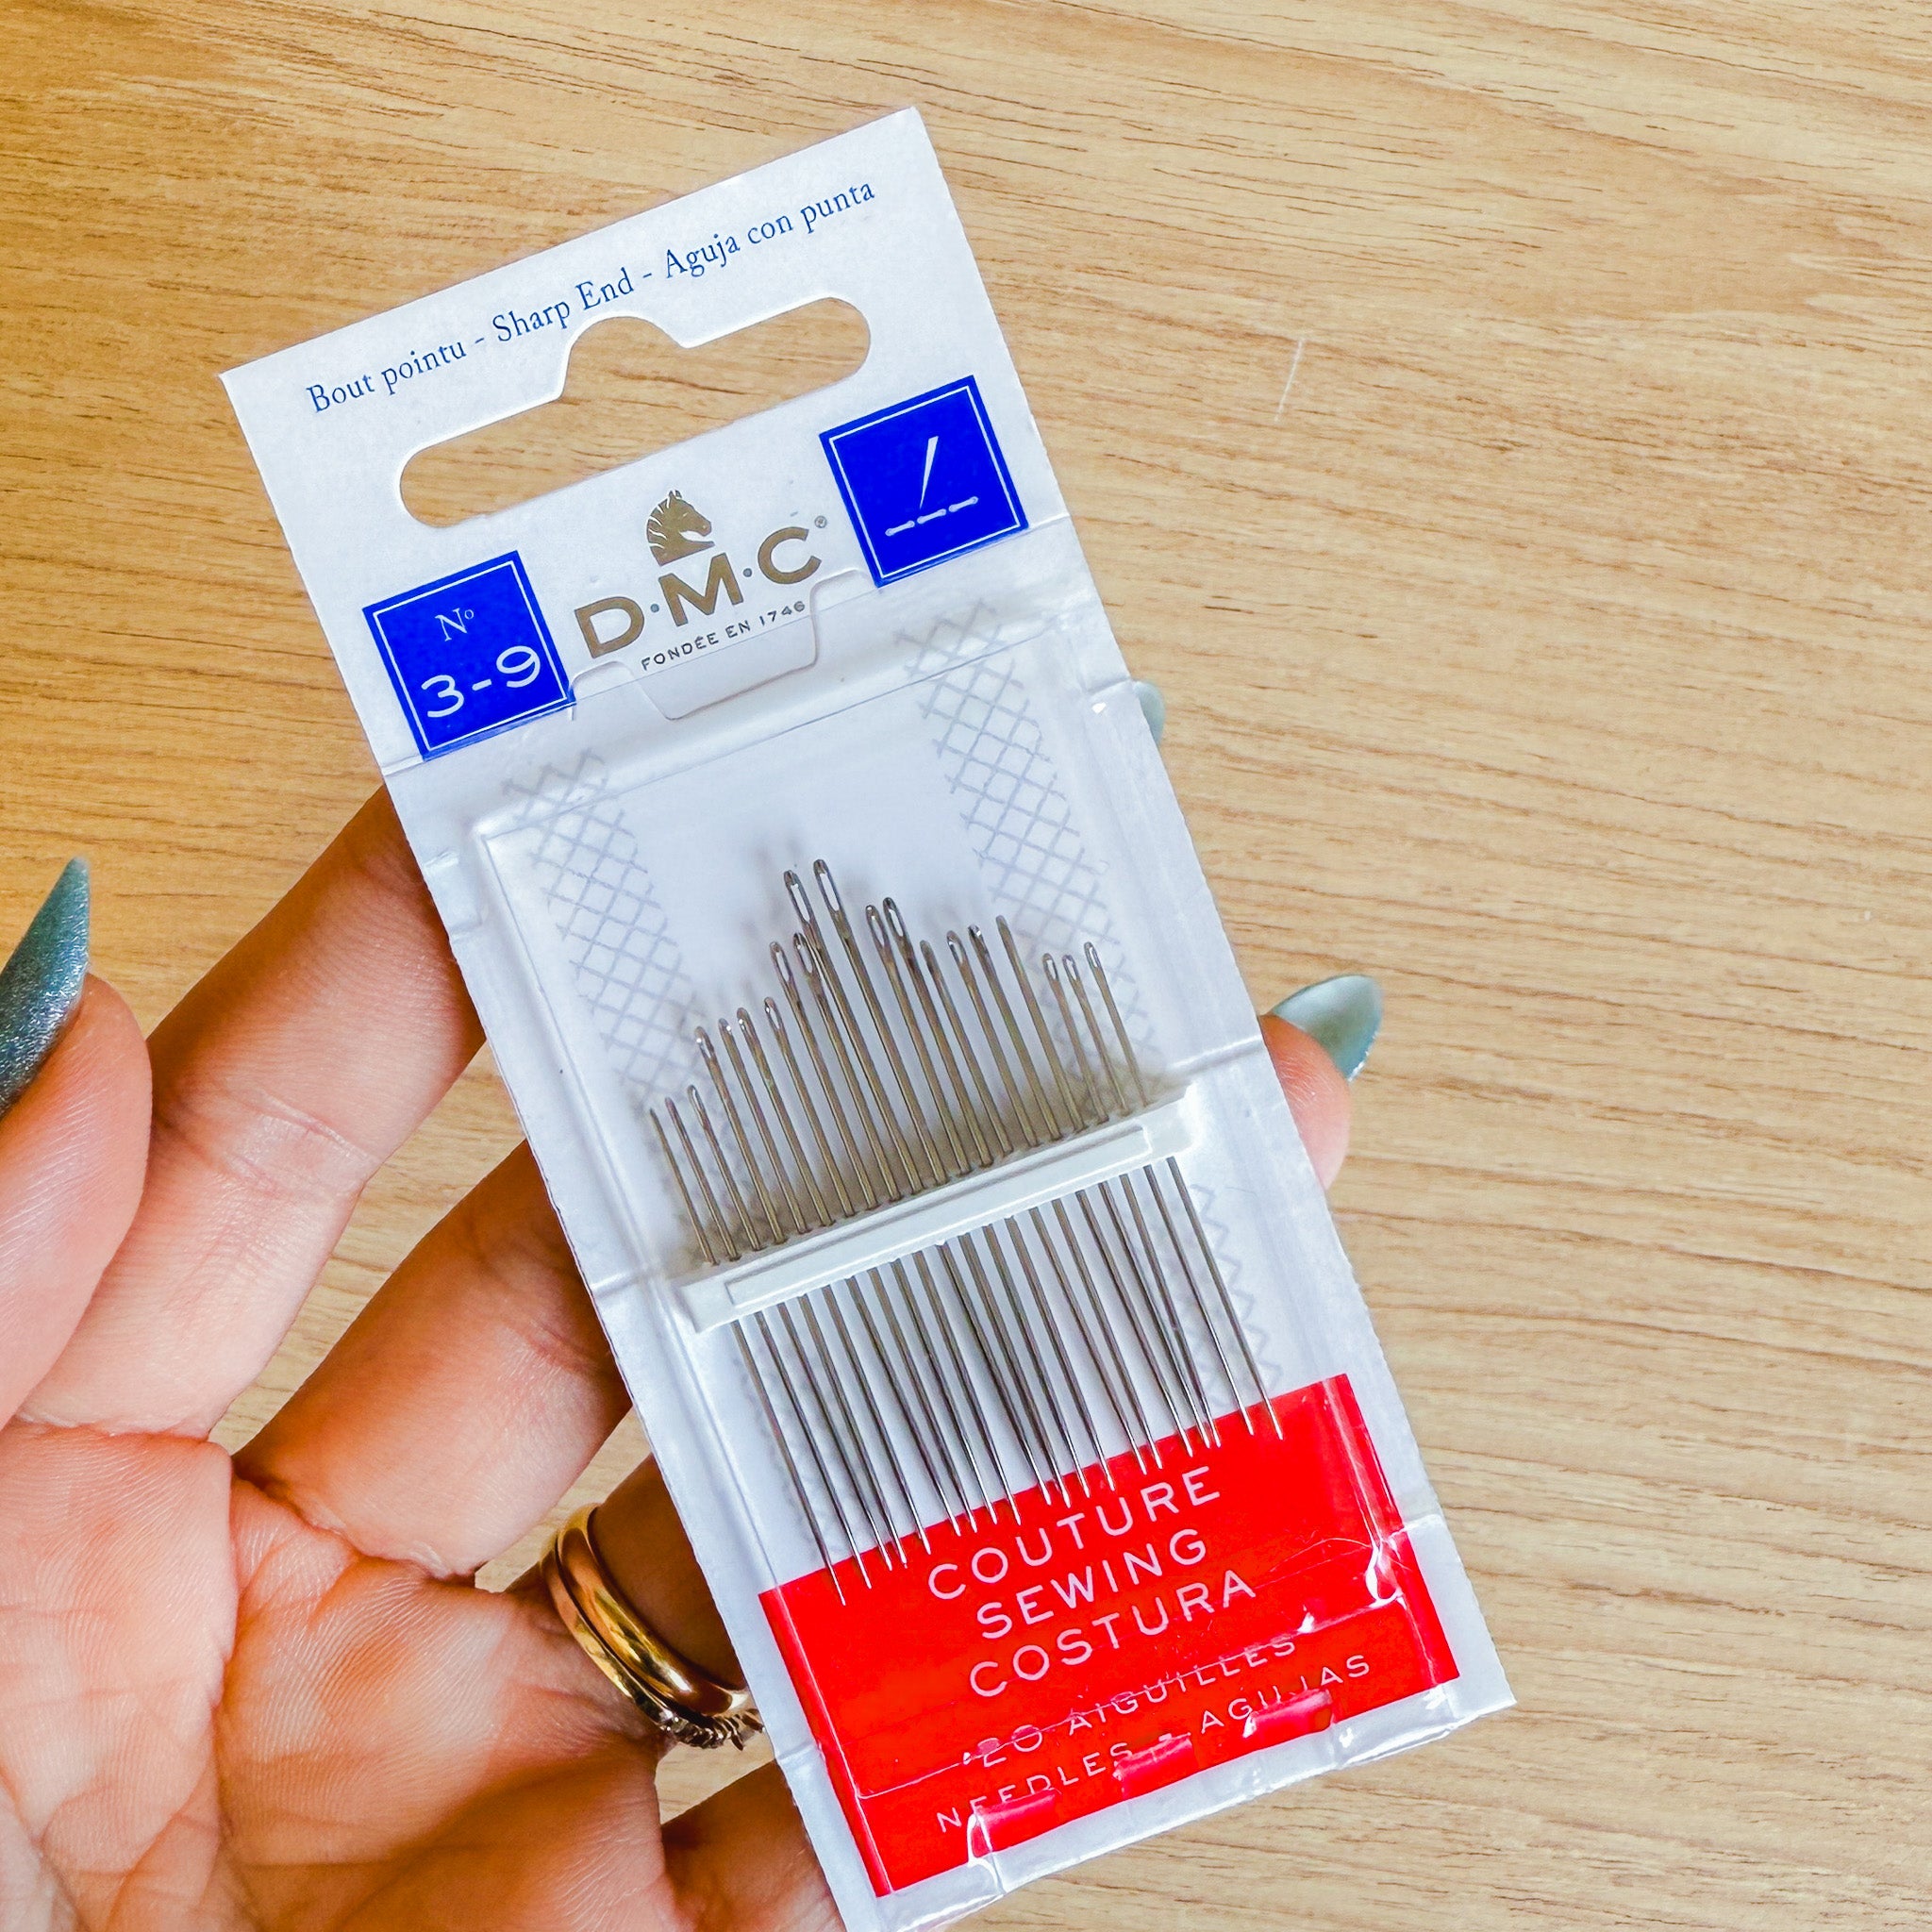 Bout pointu - Sharp End - Aguja con punta
Nº
3-9
D·M·C®
FONDÉE EN 1746
COUTURE
SEWING
COSTURA
20 AIGUILLES
NEEDLES - AGUJAS